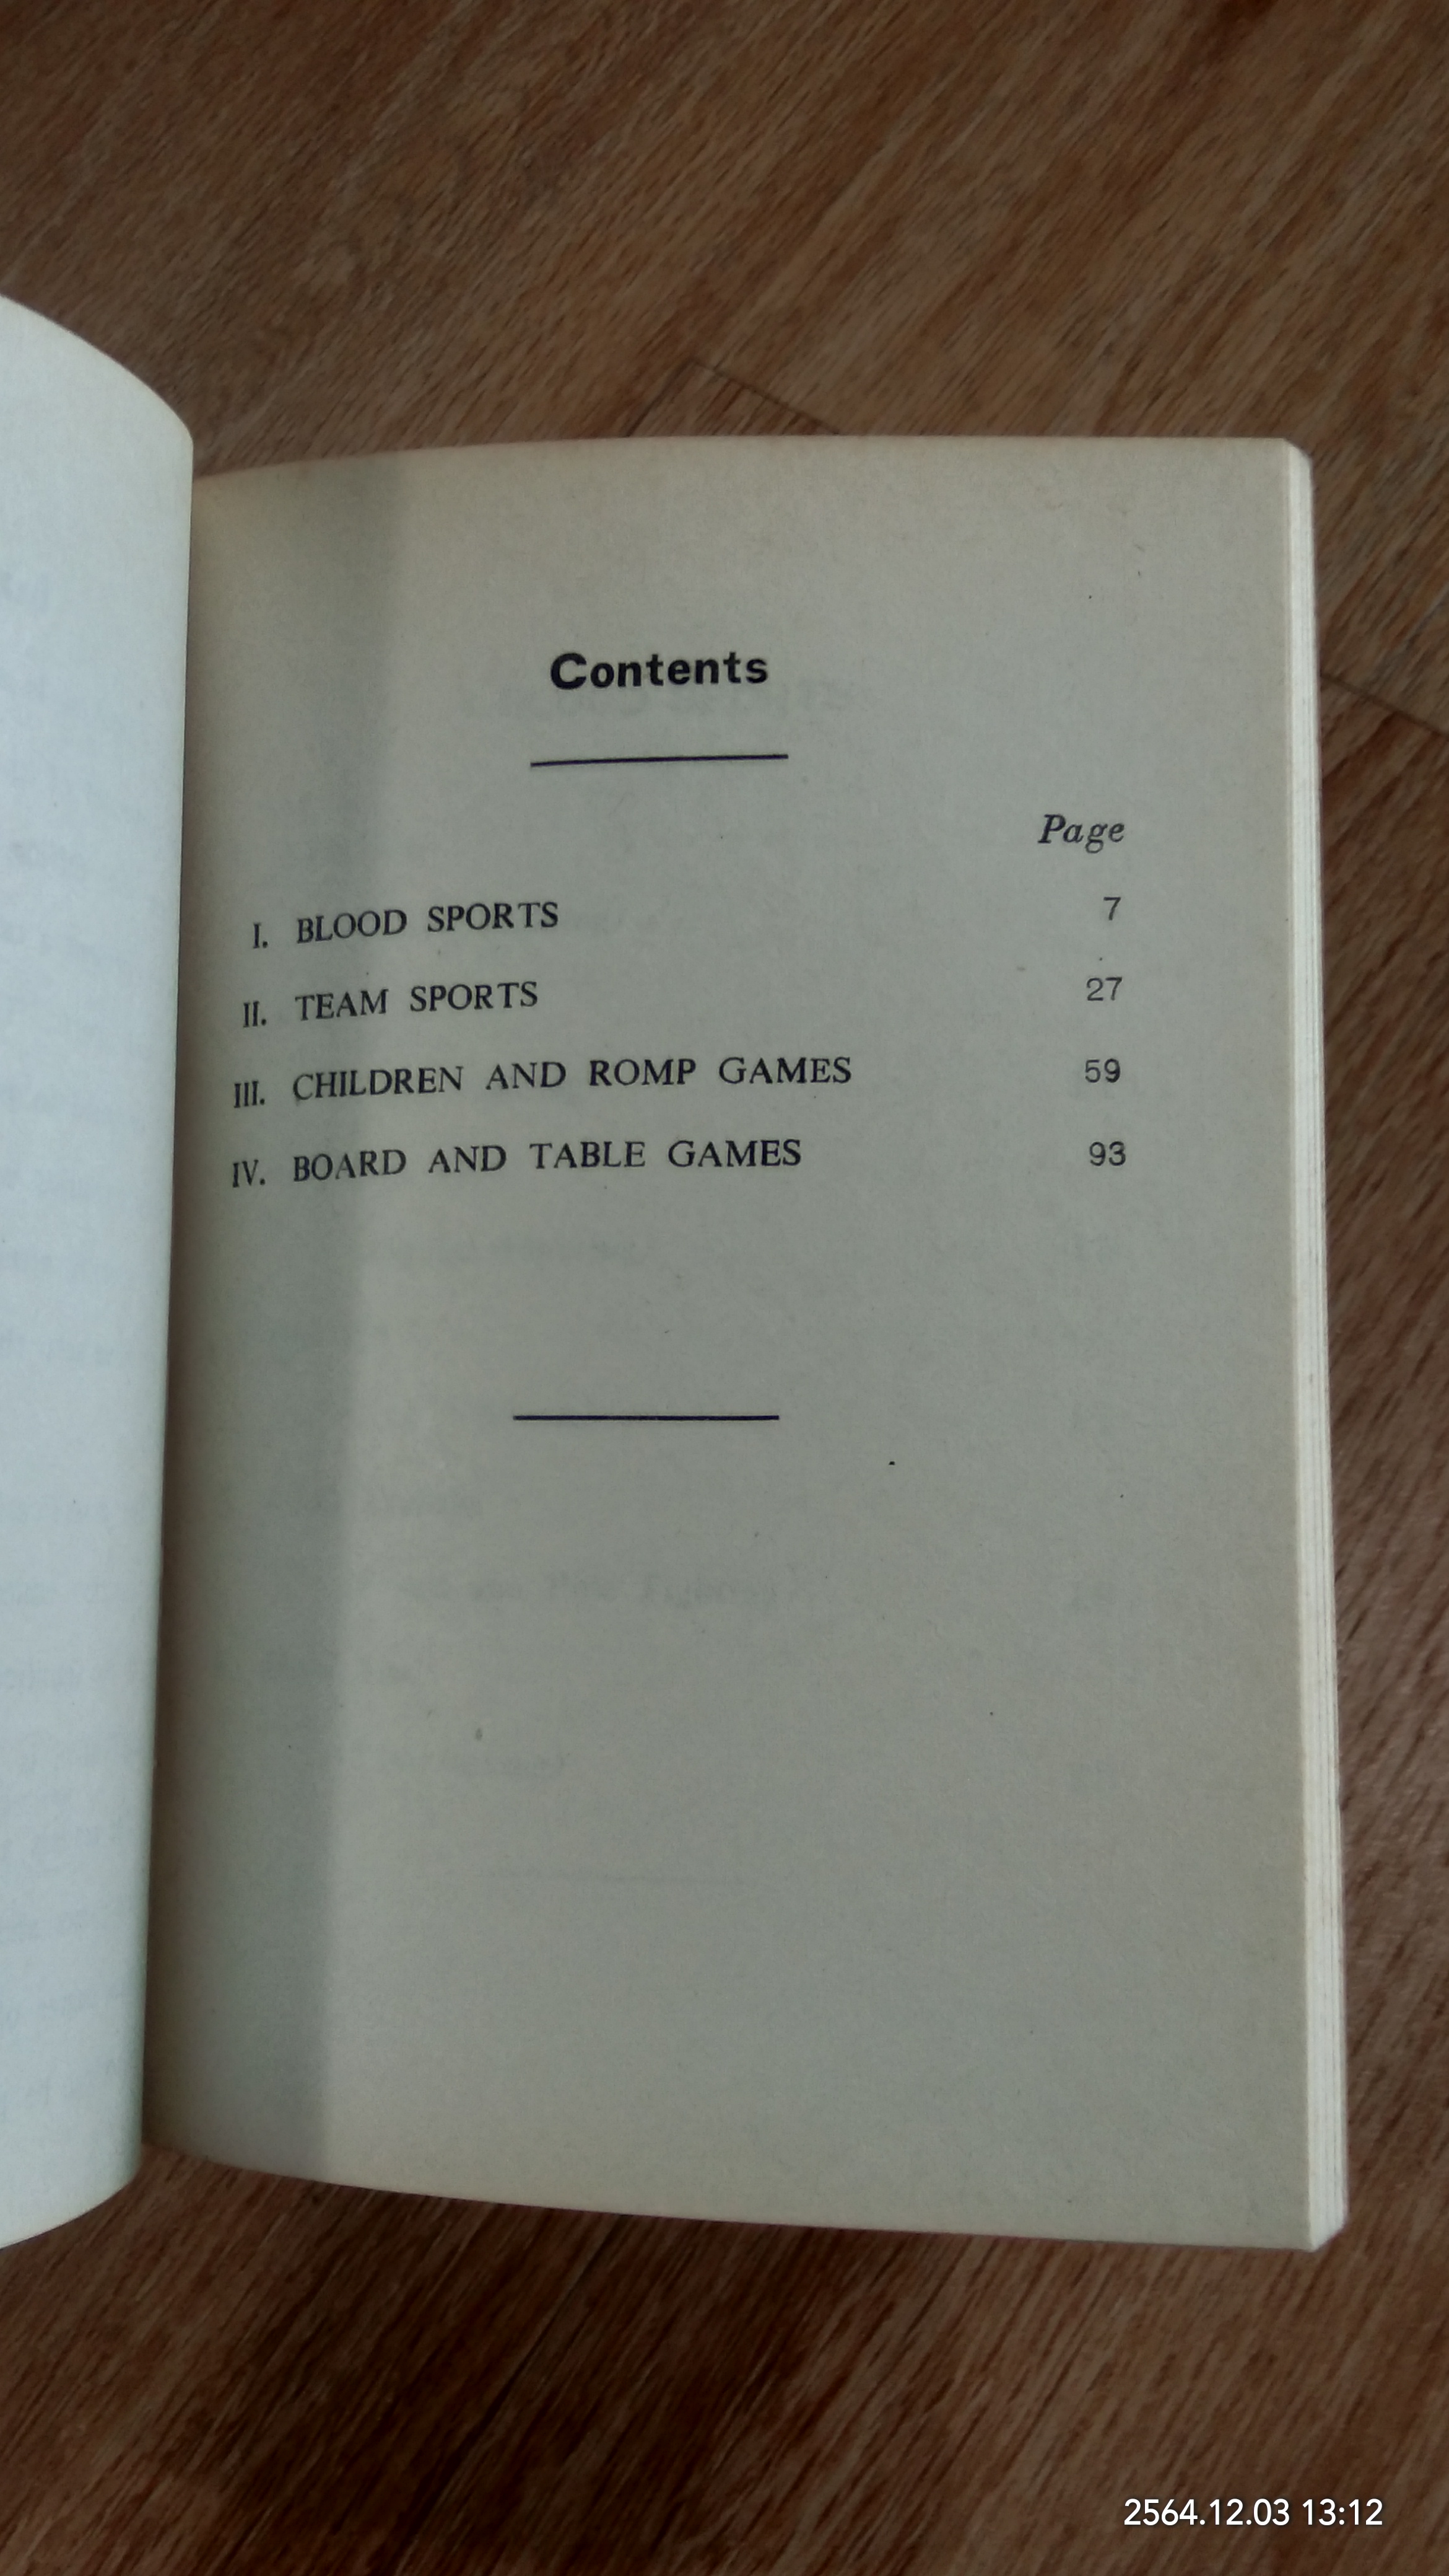 Contents
Page
I. BLOOD SPORTS 7
II. TEAM SPORTS 27
III. CHILDREN AND ROMP GAMES 59
IV. BOARD AND TABLE GAMES 93
2564.12.03 13:12